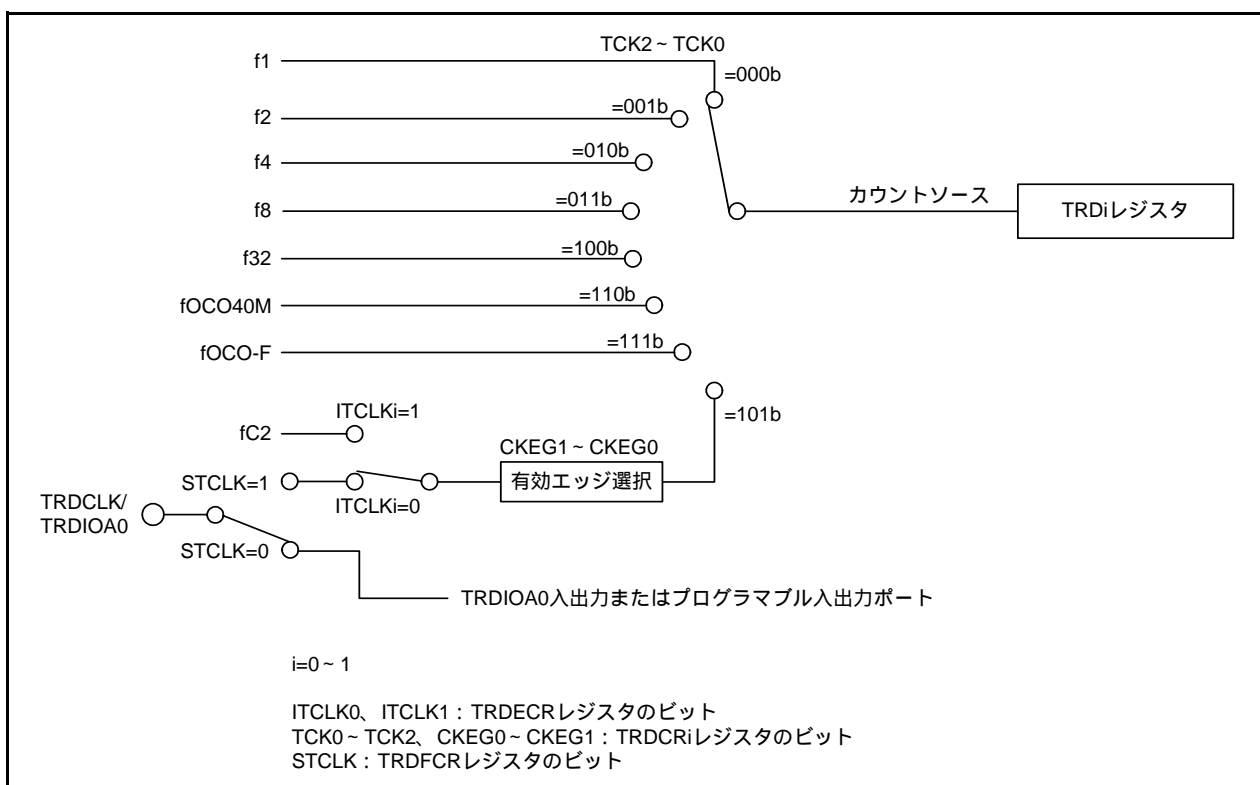 TCK2~TCK0
f1
=000b
f2
=001b
f4
=010b
f8
=011b
カウントソース
TRDiレジスタ
f32
=100b
fOCO40M
=110b
fOCO-F
=111b
ITCLKi=1
=101b
fC2
CKEG1~CKEG0
STCLK=1
有効エッジ選択
ITCLKi=0
TRDCLK/
TRDIOA0
STCLK=0
TRDIOA0入出力またはプログラマブル入出力ポート
i=0~1
ITCLK0、ITCLK1:TRDECRレジスタのビット
TCK0~TCK2、CKEG0~CKEG1:TRDCRiレジスタのビット
STCLK:TRDFCRレジスタのビット